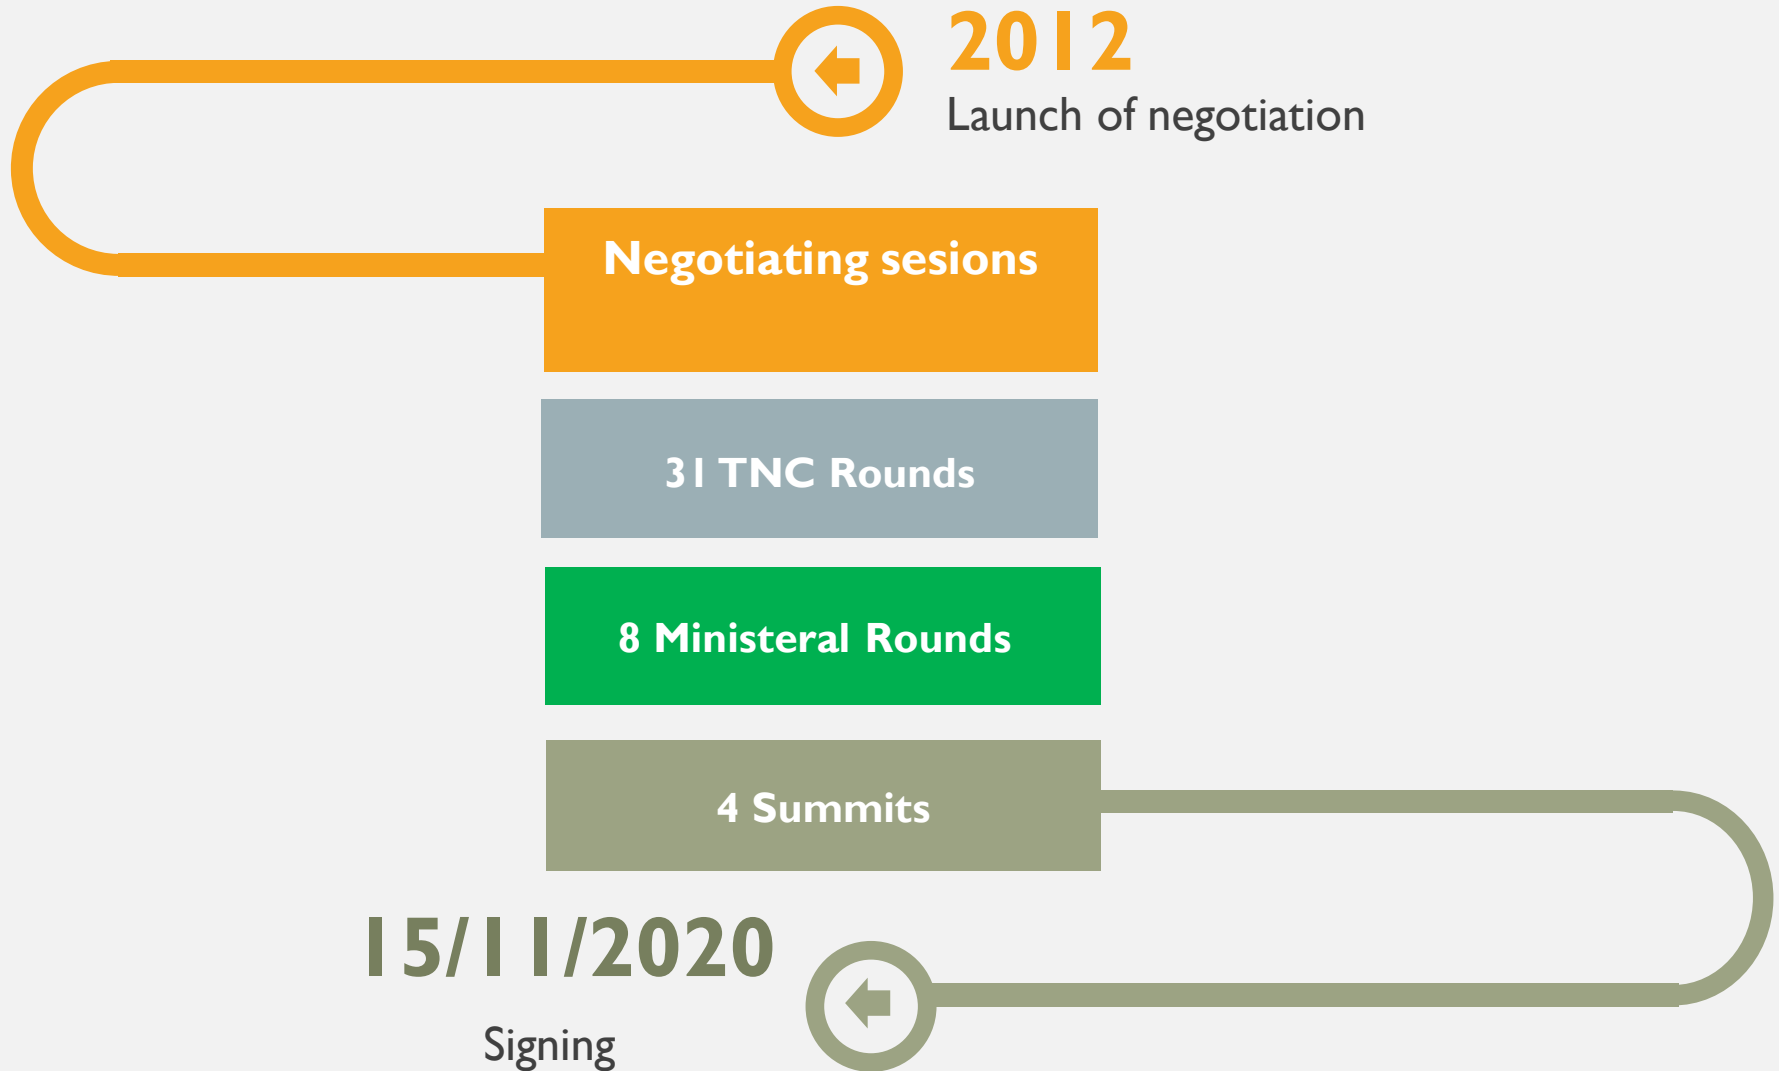 2012
Launch of negotiation
Negotiating sesions
31 TNC Rounds
8 Ministeral Rounds
4 Summits
15/11/2020
Signing